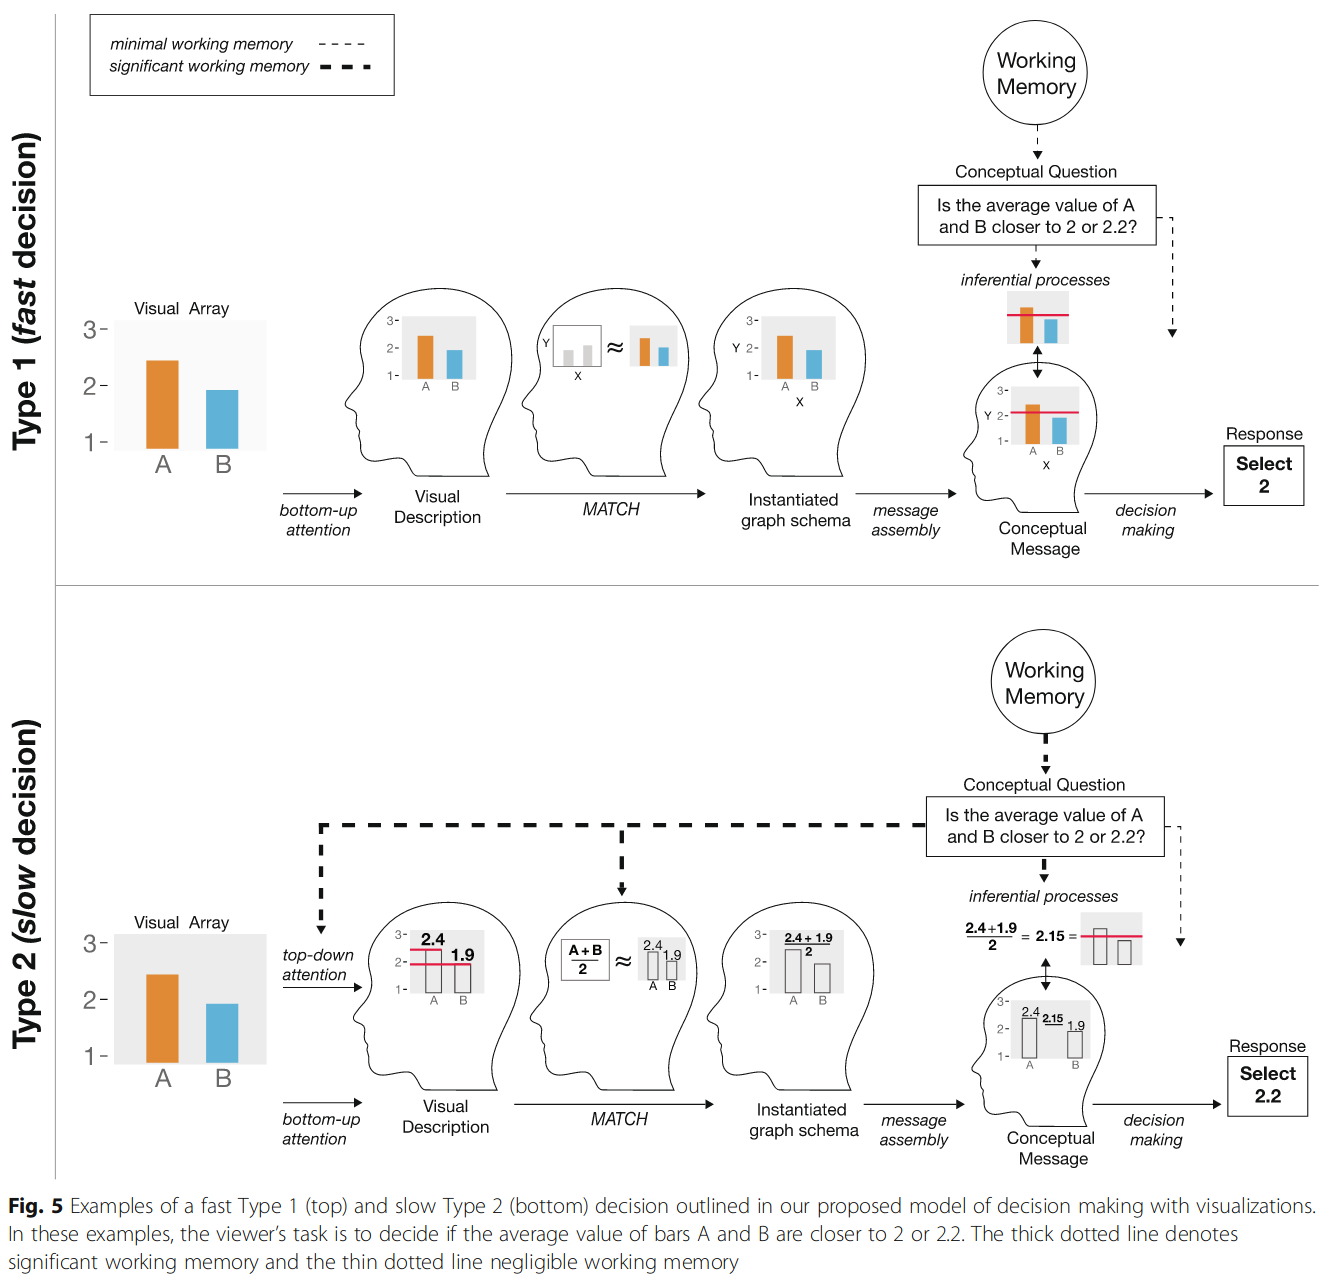 minimal working memory
significant working memory
Type 1 (fast decision)
Working
Memory
Conceptual Question
Is the average value of A
and B closer to 2 or 2.2?
inferential processes
Visual Array
3
2
1
A
B
bottom-up
attention
3
2
1
A
B
Visual
Description
Y
X
≈
MATCH
3
Y 2
1
A
B
X
Instantiated
graph schema
message
assembly
3
Y 2
1
A
B
X
Conceptual
Message
decision
making
Response
Select
2
Type 2 (slow decision)
Working
Memory
Conceptual Question
Is the average value of A
and B closer to 2 or 2.2?
inferential processes
2.4+1.9
2
= 2.15 =
Visual Array
3
2
1
A
B
top-down
attention
bottom-up
attention
3
2.4
2
1.9
1
A
B
Visual
Description
A+B
2
≈
2.4
1.9
A
B
MATCH
3
2.4 + 1.9
2
2
1
A
B
Instantiated
graph schema
message
assembly
3
2.4
2.15
1.9
2
1
A
B
Conceptual
Message
decision
making
Response
Select
2.2
Fig. 5 Examples of a fast Type 1 (top) and slow Type 2 (bottom) decision outlined in our proposed model of decision making with visualizations.
In these examples, the viewer's task is to decide if the average value of bars A and B are closer to 2 or 2.2. The thick dotted line denotes
significant working memory and the thin dotted line negligible working memory